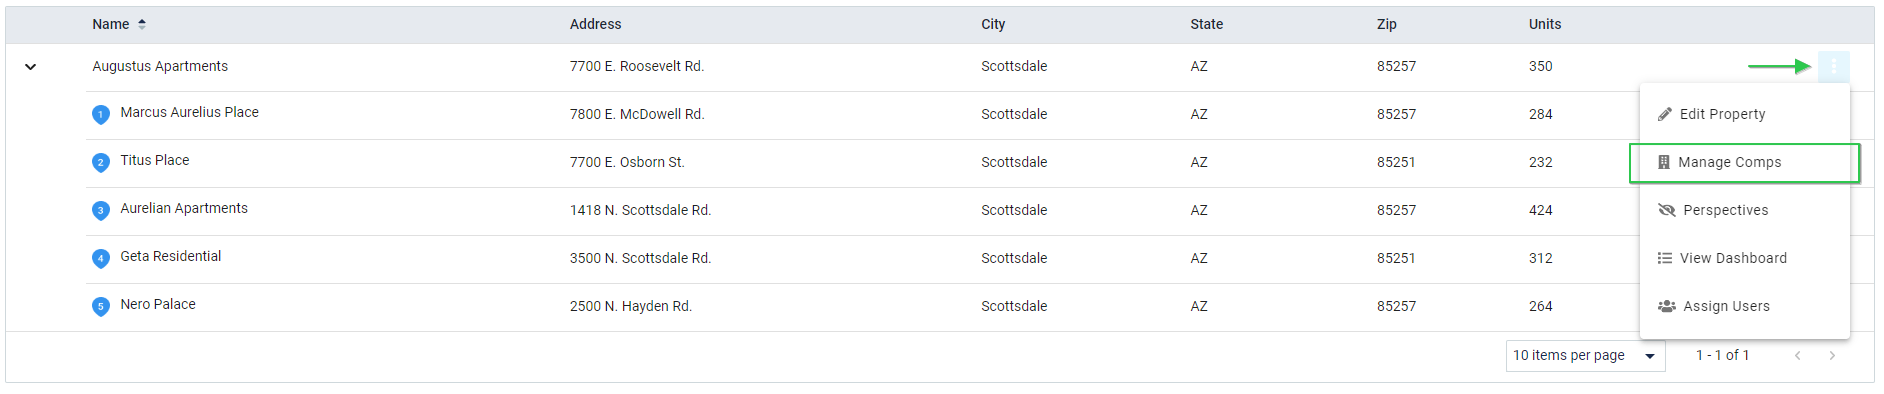 Name Address City State Zip Units
Augustus Apartments 7700 E. Roosevelt Rd. Scottsdale AZ 85257 350
1 Marcus Aurelius Place 7800 E. McDowell Rd. Scottsdale AZ 85257 284
2 Titus Place 7700 E. Osborn St. Scottsdale AZ 85251 232
3 Aurelian Apartments 1418 N. Scottsdale Rd. Scottsdale AZ 85257 424
4 Geta Residential 3500 N. Scottsdale Rd. Scottsdale AZ 85251 312
5 Nero Palace 2500 N. Hayden Rd. Scottsdale AZ 85257 264
Edit Property
Manage Comps
Perspectives
View Dashboard
Assign Users
10 items per page 1 - 1 of 1